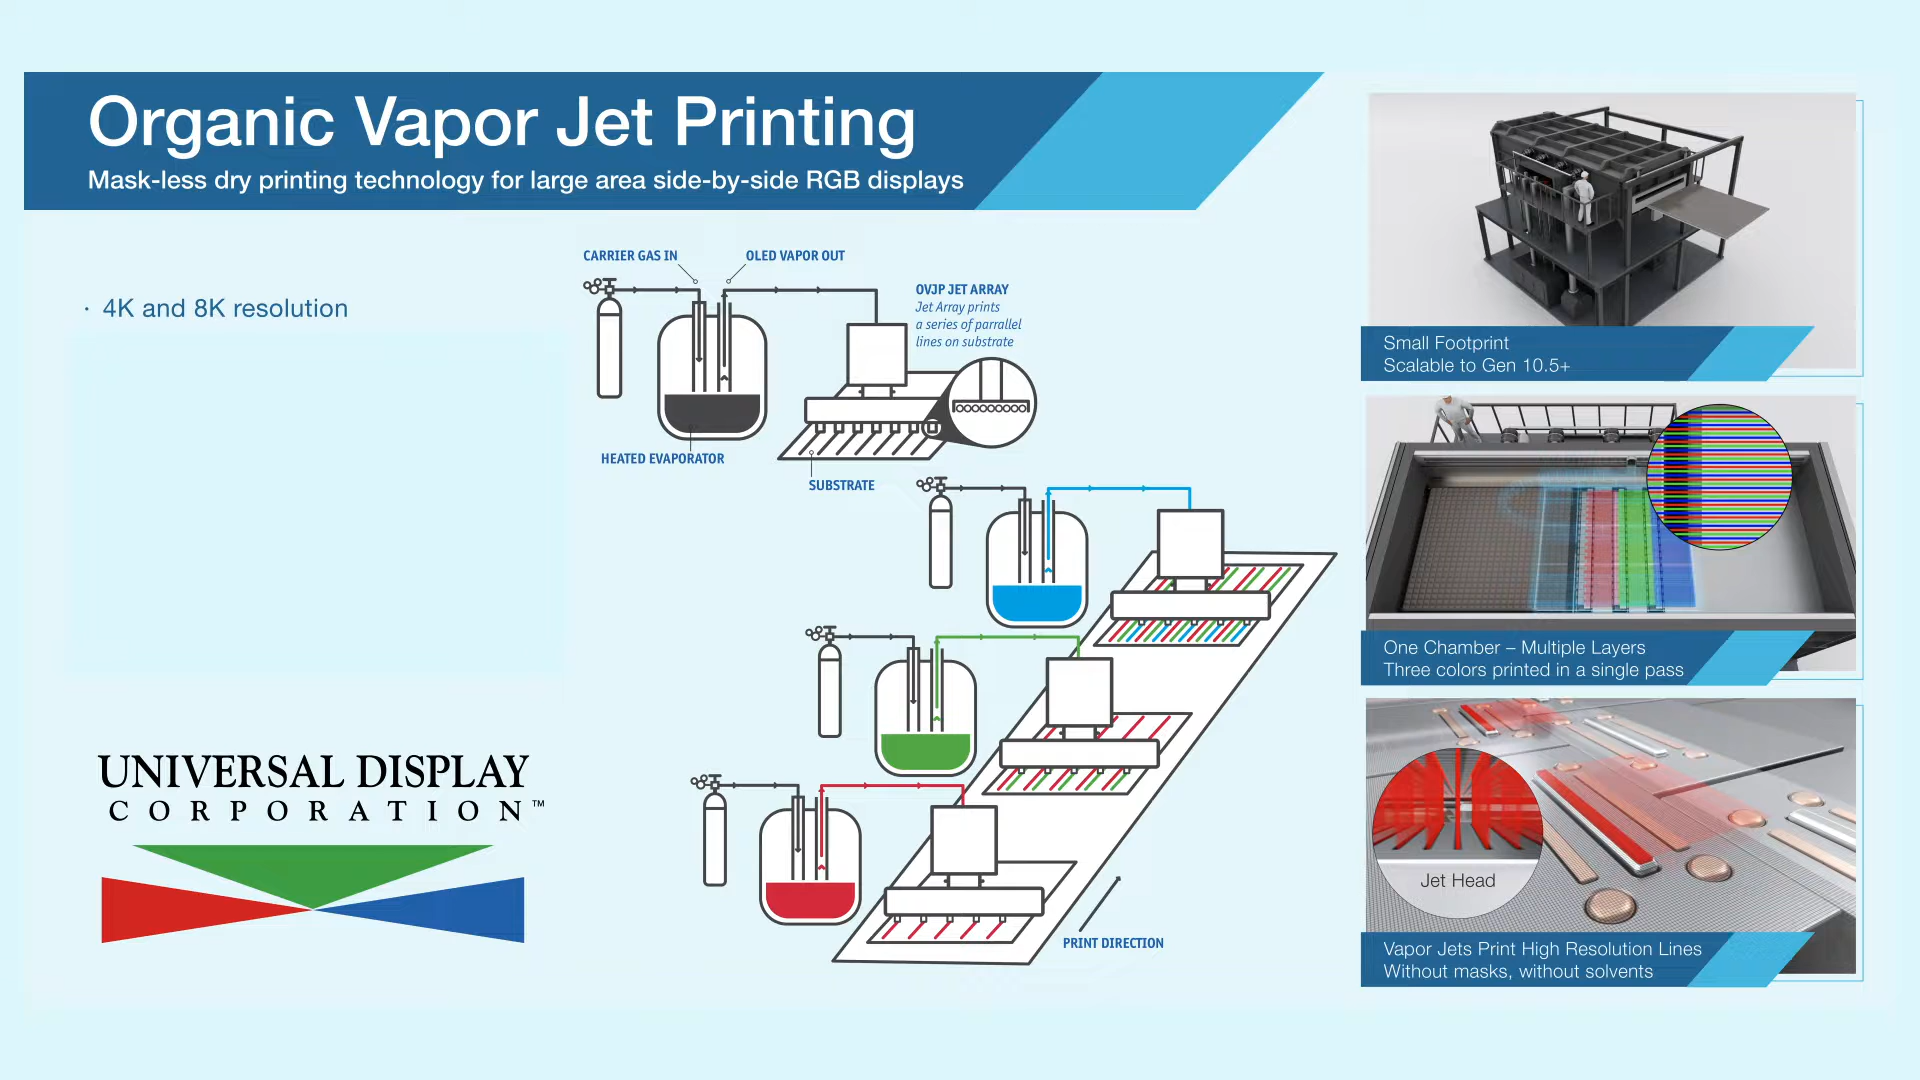 Organic Vapor Jet Printing
Mask-less dry printing technology for large area side-by-side RGB displays
· 4K and 8K resolution
CARRIER GAS IN
OLED VAPOR OUT
OVJP JET ARRAY
Jet Array prints
a series of parrallel
lines on substrate
HEATED EVAPORATOR
SUBSTRATE
PRINT DIRECTION
UNIVERSAL DISPLAY
CORPORATION™
Small Footprint
Scalable to Gen 10.5+
One Chamber – Multiple Layers
Three colors printed in a single pass
Jet Head
Vapor Jets Print High Resolution Lines
Without masks, without solvents